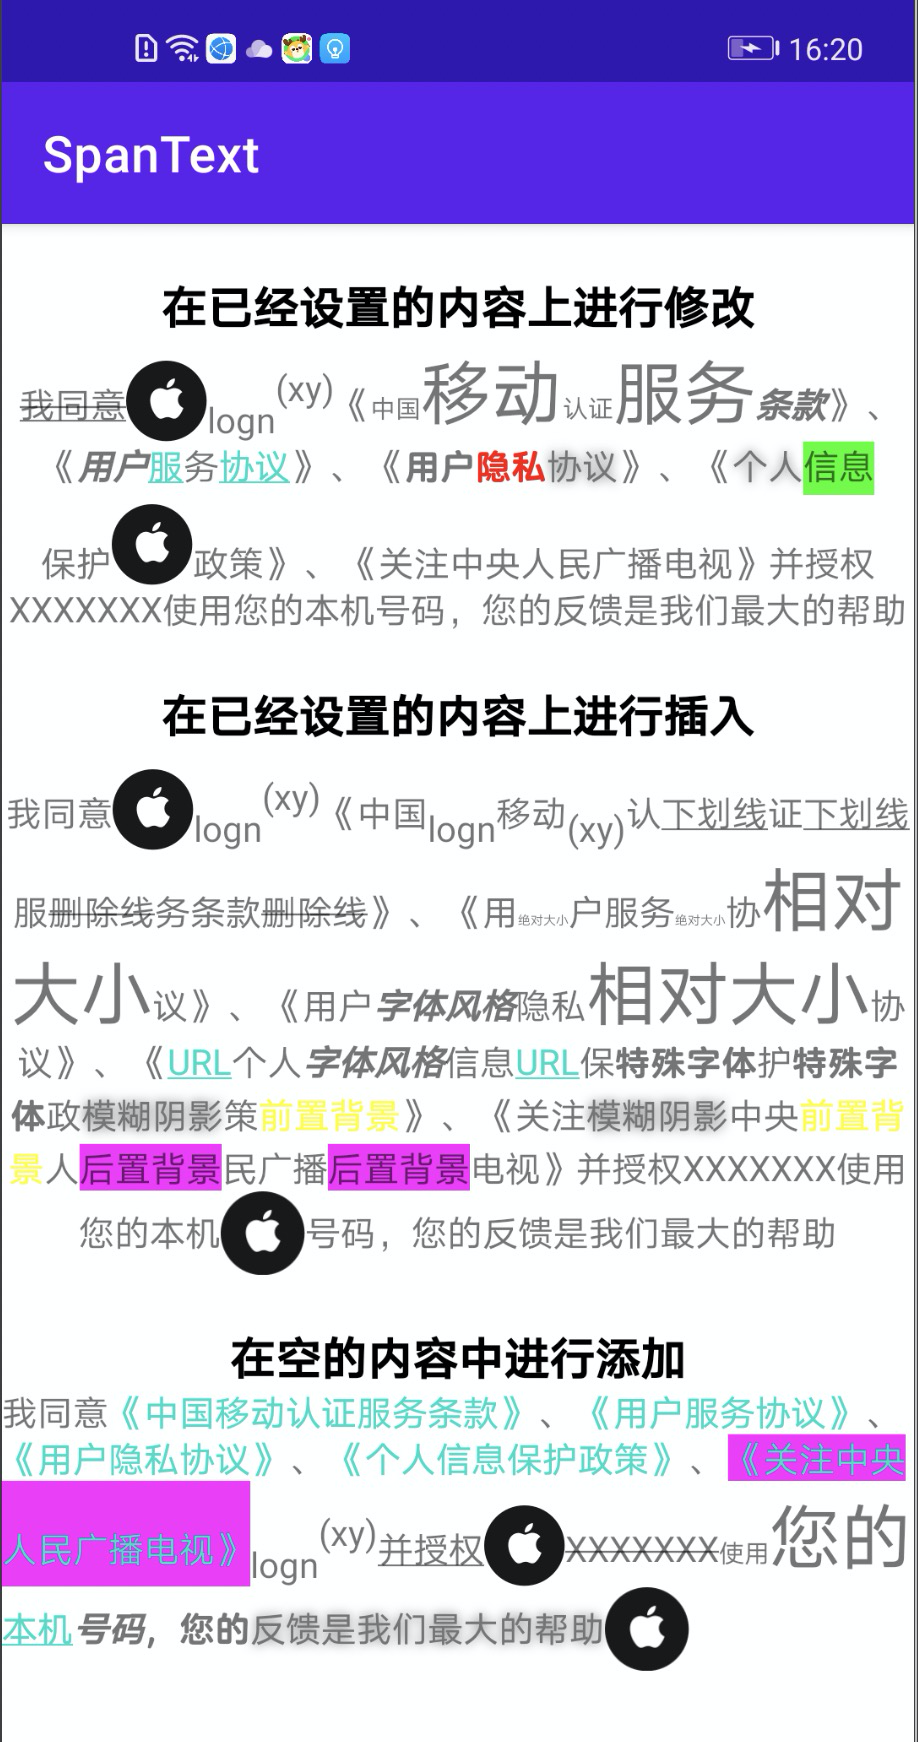 16:20
SpanText
在已经设置的内容上进行修改
我同意logn(xy)《中国移动认证服务条款》、
《用户服务协议》、《用户隐私协议》、《个人信息
保护政策》、《关注中央人民广播电视》并授权
XXXXXXX使用您的本机号码，您的反馈是我们最大的帮助
在已经设置的内容上进行插入
我同意logn(xy)《中国logn移动(xy)认下划线证下划线
服删除线务条款删除线》、《用绝对大小户服务绝对大小协相对
大小议》、《用户字体风格隐私相对大小协
议》、《URL个人字体风格信息URL保特殊字体护特殊字
体政模糊阴影策前置背景》、《关注模糊阴影中央前置背
景人后置背景民广播后置背景电视》并授权XXXXXXX使用
您的本机号码，您的反馈是我们最大的帮助
在空的内容中进行添加
我同意《中国移动认证服务条款》、《用户服务协议》、
《用户隐私协议》、《个人信息保护政策》、《关注中央
人民广播电视》logn(xy)并授权XXXXXXX使用您的
本机号码，您的反馈是我们最大的帮助